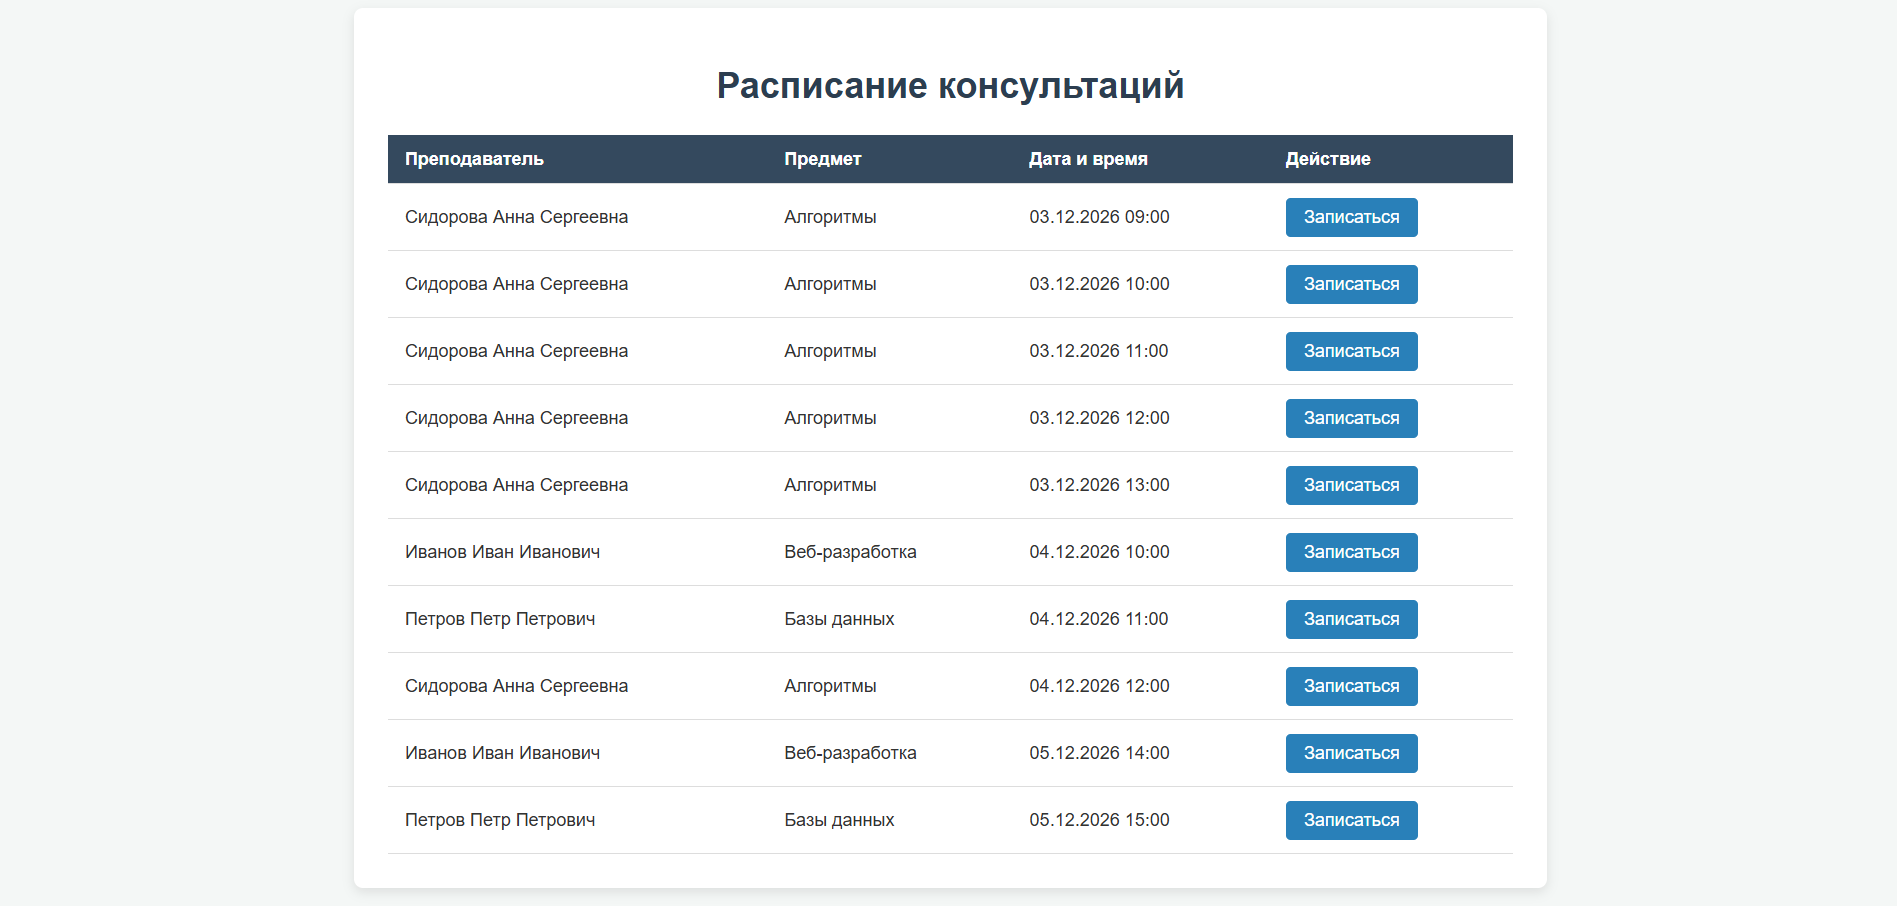 Расписание консультаций
Преподаватель Предмет Дата и время Действие
Сидорова Анна Сергеевна Алгоритмы 03.12.2026 09:00 Записаться
Сидорова Анна Сергеевна Алгоритмы 03.12.2026 10:00 Записаться
Сидорова Анна Сергеевна Алгоритмы 03.12.2026 11:00 Записаться
Сидорова Анна Сергеевна Алгоритмы 03.12.2026 12:00 Записаться
Сидорова Анна Сергеевна Алгоритмы 03.12.2026 13:00 Записаться
Иванов Иван Иванович Веб-разработка 04.12.2026 10:00 Записаться
Петров Петр Петрович Базы данных 04.12.2026 11:00 Записаться
Сидорова Анна Сергеевна Алгоритмы 04.12.2026 12:00 Записаться
Иванов Иван Иванович Веб-разработка 05.12.2026 14:00 Записаться
Петров Петр Петрович Базы данных 05.12.2026 15:00 Записаться